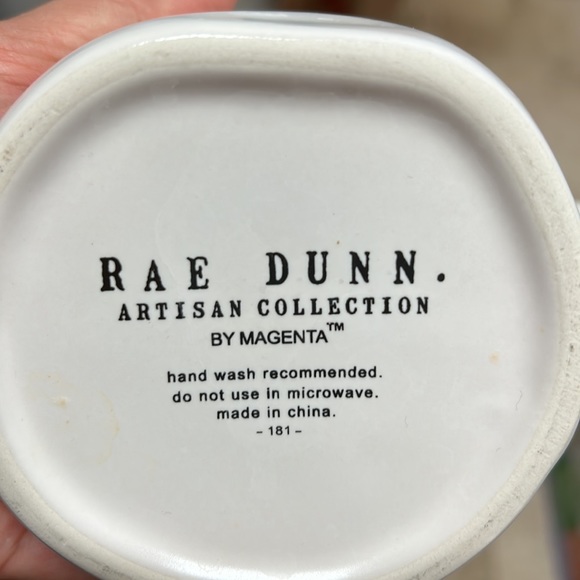 RAE DUNN.
ARTISAN COLLECTION
BY MAGENTA™
hand wash recommended.
do not use in microwave.
made in china.
– 181 –